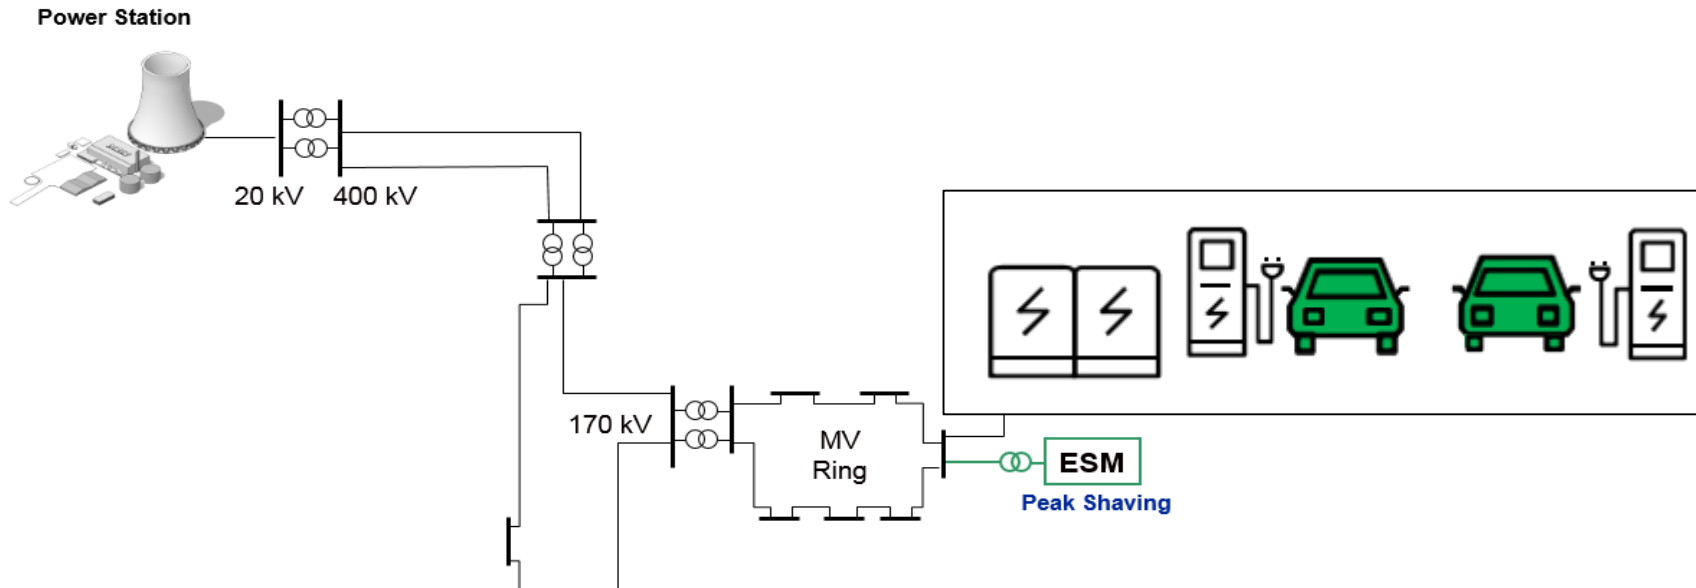 Power Station
20 kV
400 kV
170 kV
MV
Ring
ESM
Peak Shaving